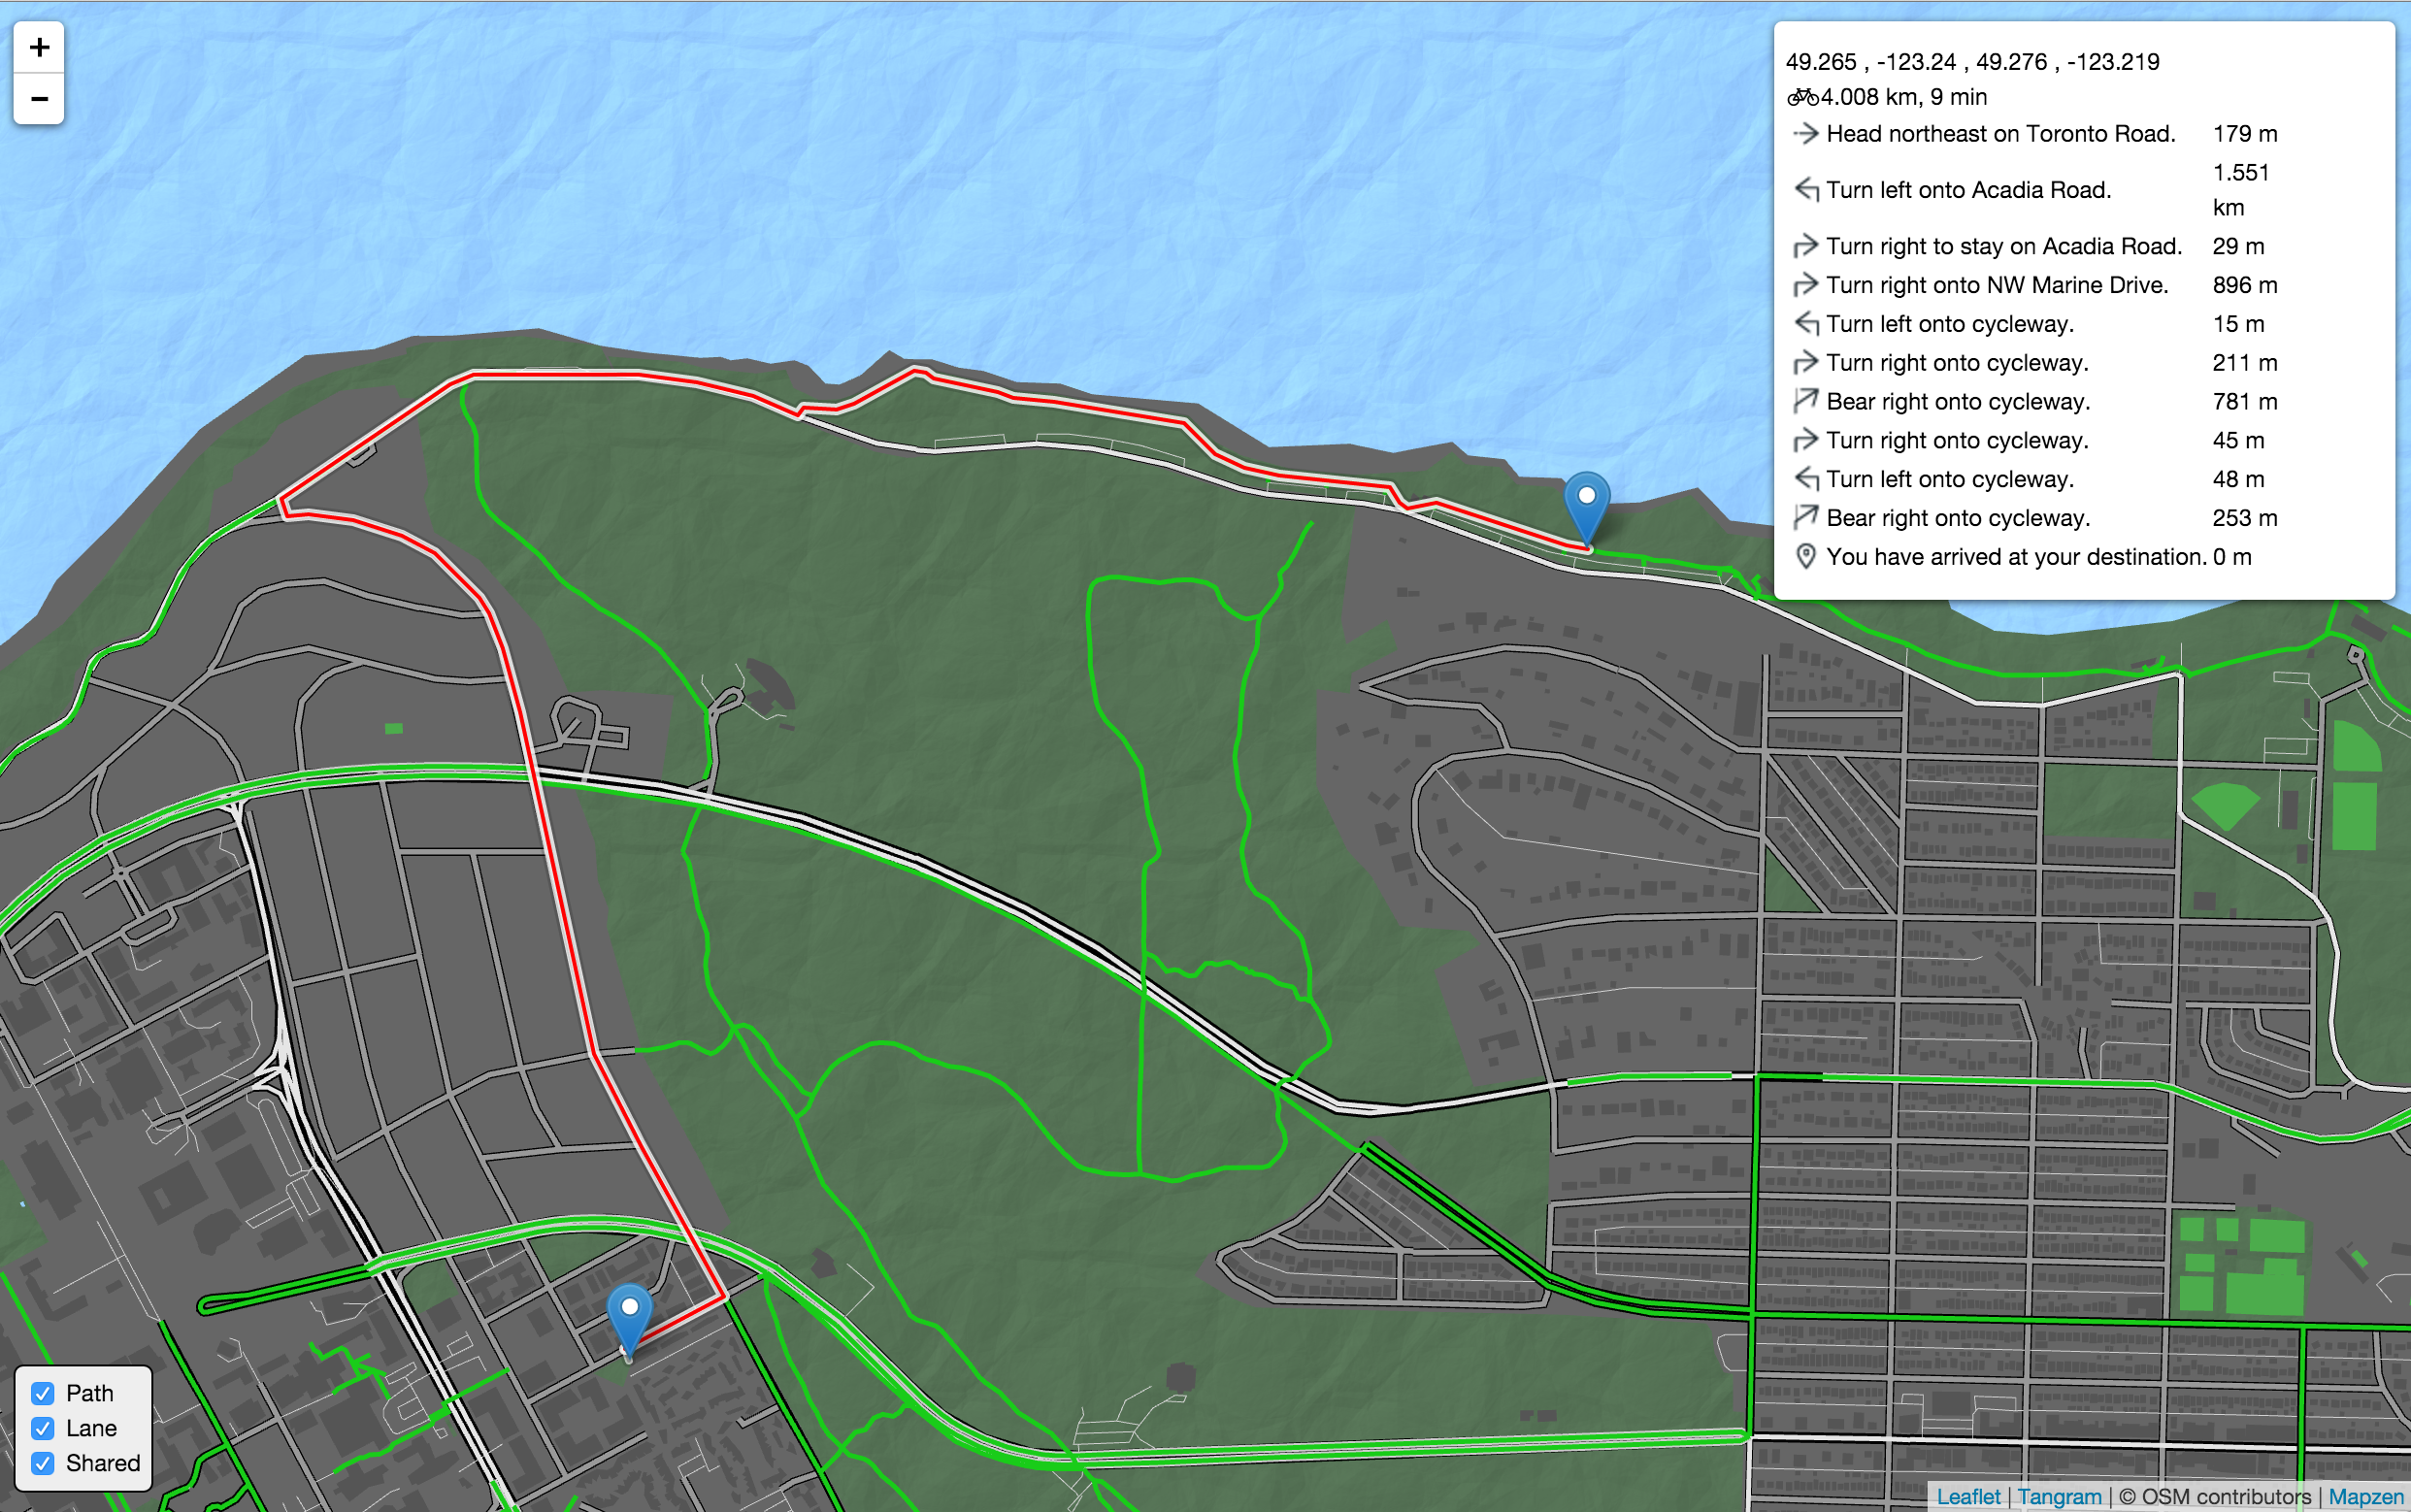 +
−
49.265 , -123.24 , 49.276 , -123.219
4.008 km, 9 min
Head northeast on Toronto Road. 179 m
Turn left onto Acadia Road. 1.551 km
Turn right to stay on Acadia Road. 29 m
Turn right onto NW Marine Drive. 896 m
Turn left onto cycleway. 15 m
Turn right onto cycleway. 211 m
Bear right onto cycleway. 781 m
Turn right onto cycleway. 45 m
Turn left onto cycleway. 48 m
Bear right onto cycleway. 253 m
You have arrived at your destination. 0 m
Path
Lane
Shared
Leaflet | Tangram | © OSM contributors | Mapzen